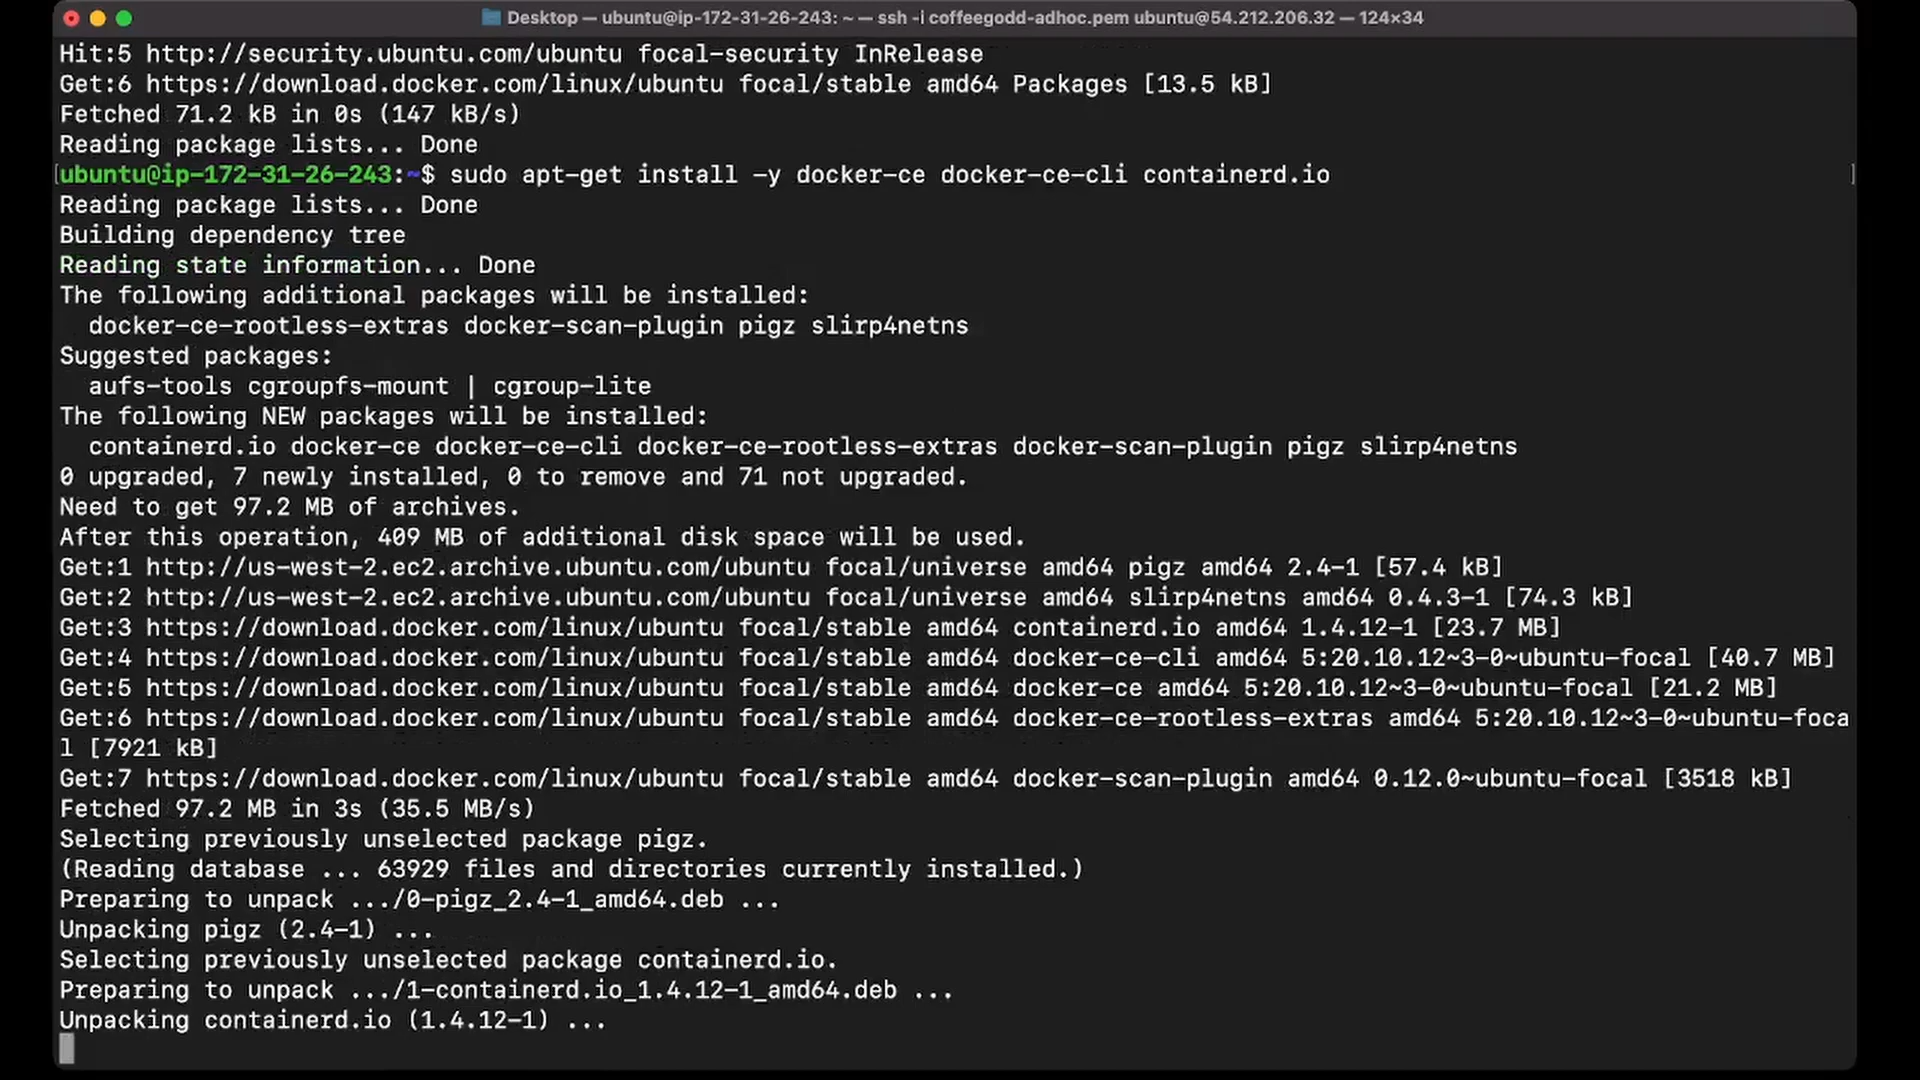 Desktop — ubuntu@ip-172-31-26-243: ~ — ssh -i coffeegodd-adhoc.pem ubuntu@54.212.206.32 — 124×34
Hit:5 http://security.ubuntu.com/ubuntu focal-security InRelease
Get:6 https://download.docker.com/linux/ubuntu focal/stable amd64 Packages [13.5 kB]
Fetched 71.2 kB in 0s (147 kB/s)
Reading package lists... Done
[ubuntu@ip-172-31-26-243:~$ sudo apt-get install -y docker-ce docker-ce-cli containerd.io ]
Reading package lists... Done
Building dependency tree
Reading state information... Done
The following additional packages will be installed:
  docker-ce-rootless-extras docker-scan-plugin pigz slirp4netns
Suggested packages:
  aufs-tools cgroupfs-mount | cgroup-lite
The following NEW packages will be installed:
  containerd.io docker-ce docker-ce-cli docker-ce-rootless-extras docker-scan-plugin pigz slirp4netns
0 upgraded, 7 newly installed, 0 to remove and 71 not upgraded.
Need to get 97.2 MB of archives.
After this operation, 409 MB of additional disk space will be used.
Get:1 http://us-west-2.ec2.archive.ubuntu.com/ubuntu focal/universe amd64 pigz amd64 2.4-1 [57.4 kB]
Get:2 http://us-west-2.ec2.archive.ubuntu.com/ubuntu focal/universe amd64 slirp4netns amd64 0.4.3-1 [74.3 kB]
Get:3 https://download.docker.com/linux/ubuntu focal/stable amd64 containerd.io amd64 1.4.12-1 [23.7 MB]
Get:4 https://download.docker.com/linux/ubuntu focal/stable amd64 docker-ce-cli amd64 5:20.10.12~3-0~ubuntu-focal [40.7 MB]
Get:5 https://download.docker.com/linux/ubuntu focal/stable amd64 docker-ce amd64 5:20.10.12~3-0~ubuntu-focal [21.2 MB]
Get:6 https://download.docker.com/linux/ubuntu focal/stable amd64 docker-ce-rootless-extras amd64 5:20.10.12~3-0~ubuntu-foca
l [7921 kB]
Get:7 https://download.docker.com/linux/ubuntu focal/stable amd64 docker-scan-plugin amd64 0.12.0~ubuntu-focal [3518 kB]
Fetched 97.2 MB in 3s (35.5 MB/s)
Selecting previously unselected package pigz.
(Reading database ... 63929 files and directories currently installed.)
Preparing to unpack .../0-pigz_2.4-1_amd64.deb ...
Unpacking pigz (2.4-1) ...
Selecting previously unselected package containerd.io.
Preparing to unpack .../1-containerd.io_1.4.12-1_amd64.deb ...
Unpacking containerd.io (1.4.12-1) ...